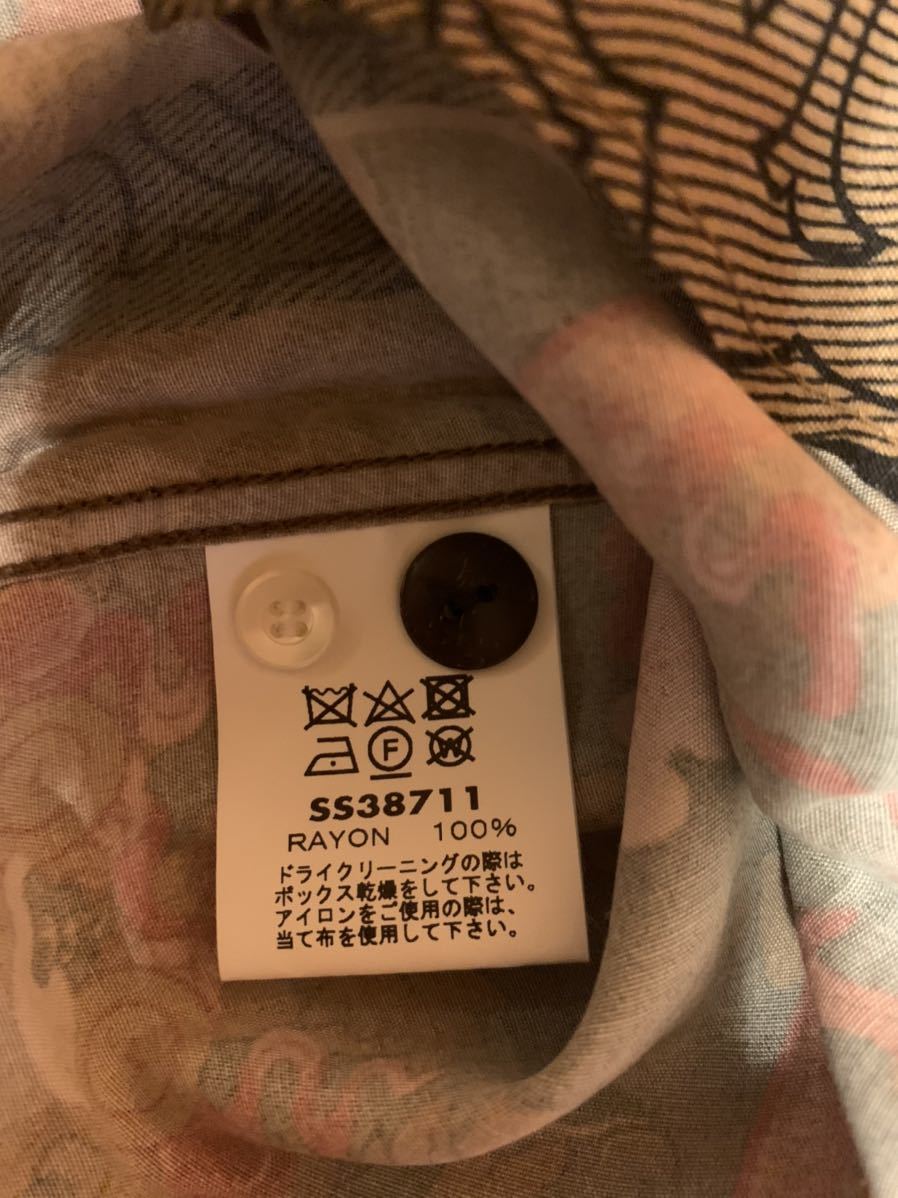 F
W
SS38711
RAYON 100%
ドライクリーニングの際は
ボックス乾燥をして下さい。
アイロンをご使用の際は、
当て布を使用して下さい。